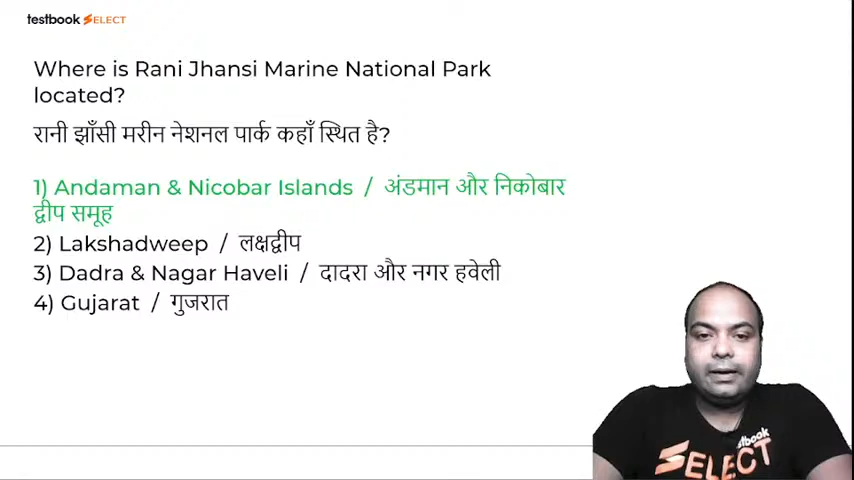 testbook SELECT
Where is Rani Jhansi Marine National Park
located?
रानी झाँसी मरीन नेशनल पार्क कहाँ स्थित है?
1) Andaman & Nicobar Islands / अंडमान और निकोबार
द्वीप समूह
2) Lakshadweep / लक्षद्वीप
3) Dadra & Nagar Haveli / दादरा और नगर हवेली
4) Gujarat / गुजरात
testbook
SELECT